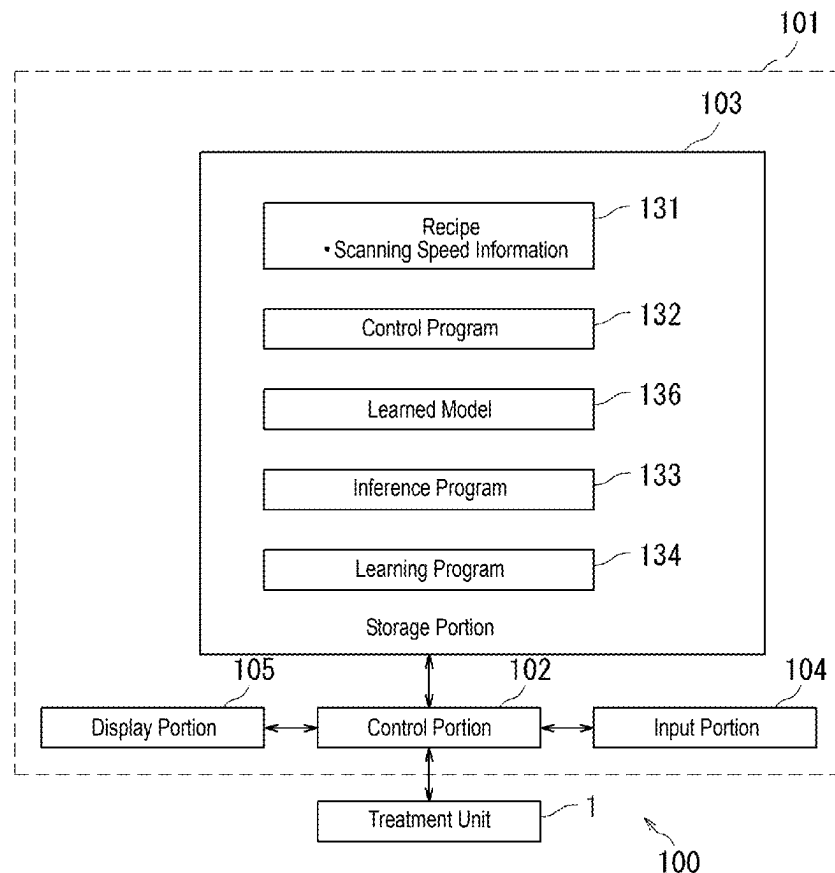 101
103
131
Recipe
• Scanning Speed Information
132
Control Program
136
Learned Model
133
Inference Program
134
Learning Program
Storage Portion
105
102
104
Display Portion
Control Portion
Input Portion
Treatment Unit
1
100